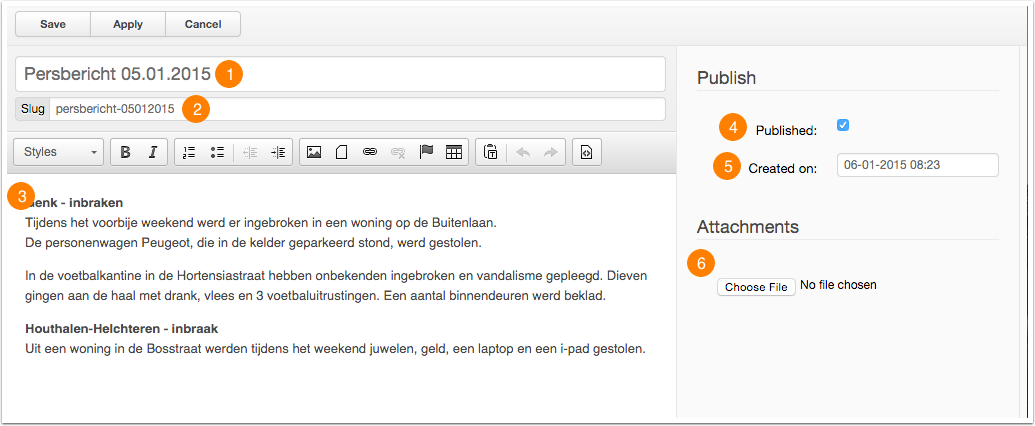 Save Apply Cancel
Persbericht 05.01.2015 1
Slug persbericht-05012015 2
Styles B I
3
enk - inbraken
Tijdens het voorbije weekend werd er ingebroken in een woning op de Buitenlaan.
De personenwagen Peugeot, die in de kelder geparkeerd stond, werd gestolen.
In de voetbalkantine in de Hortensiastraat hebben onbekenden ingebroken en vandalisme gepleegd. Dieven
gingen aan de haal met drank, vlees en 3 voetbaluitrustingen. Een aantal binnendeuren werd beklad.
Houthalen-Helchteren - inbraak
Uit een woning in de Bosstraat werden tijdens het weekend juwelen, geld, een laptop en een i-pad gestolen.
Publish
4 Published:
5 Created on: 06-01-2015 08:23
Attachments
6
Choose File No file chosen